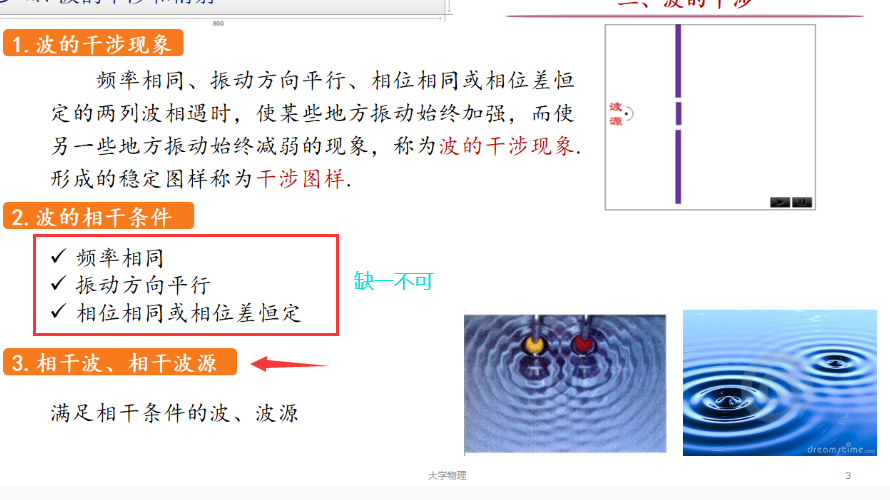 二、波的干涉
1.波的干涉现象
频率相同、振动方向平行、相位相同或相位差恒
定的两列波相遇时，使某些地方振动始终加强，而使
另一些地方振动始终减弱的现象，称为波的干涉现象.
形成的稳定图样称为干涉图样.
波
源
2.波的相干条件
✓ 频率相同
✓ 振动方向平行
✓ 相位相同或相位差恒定
缺一不可
3.相干波、相干波源
满足相干条件的波、波源
dreamstime.com
大学物理
3